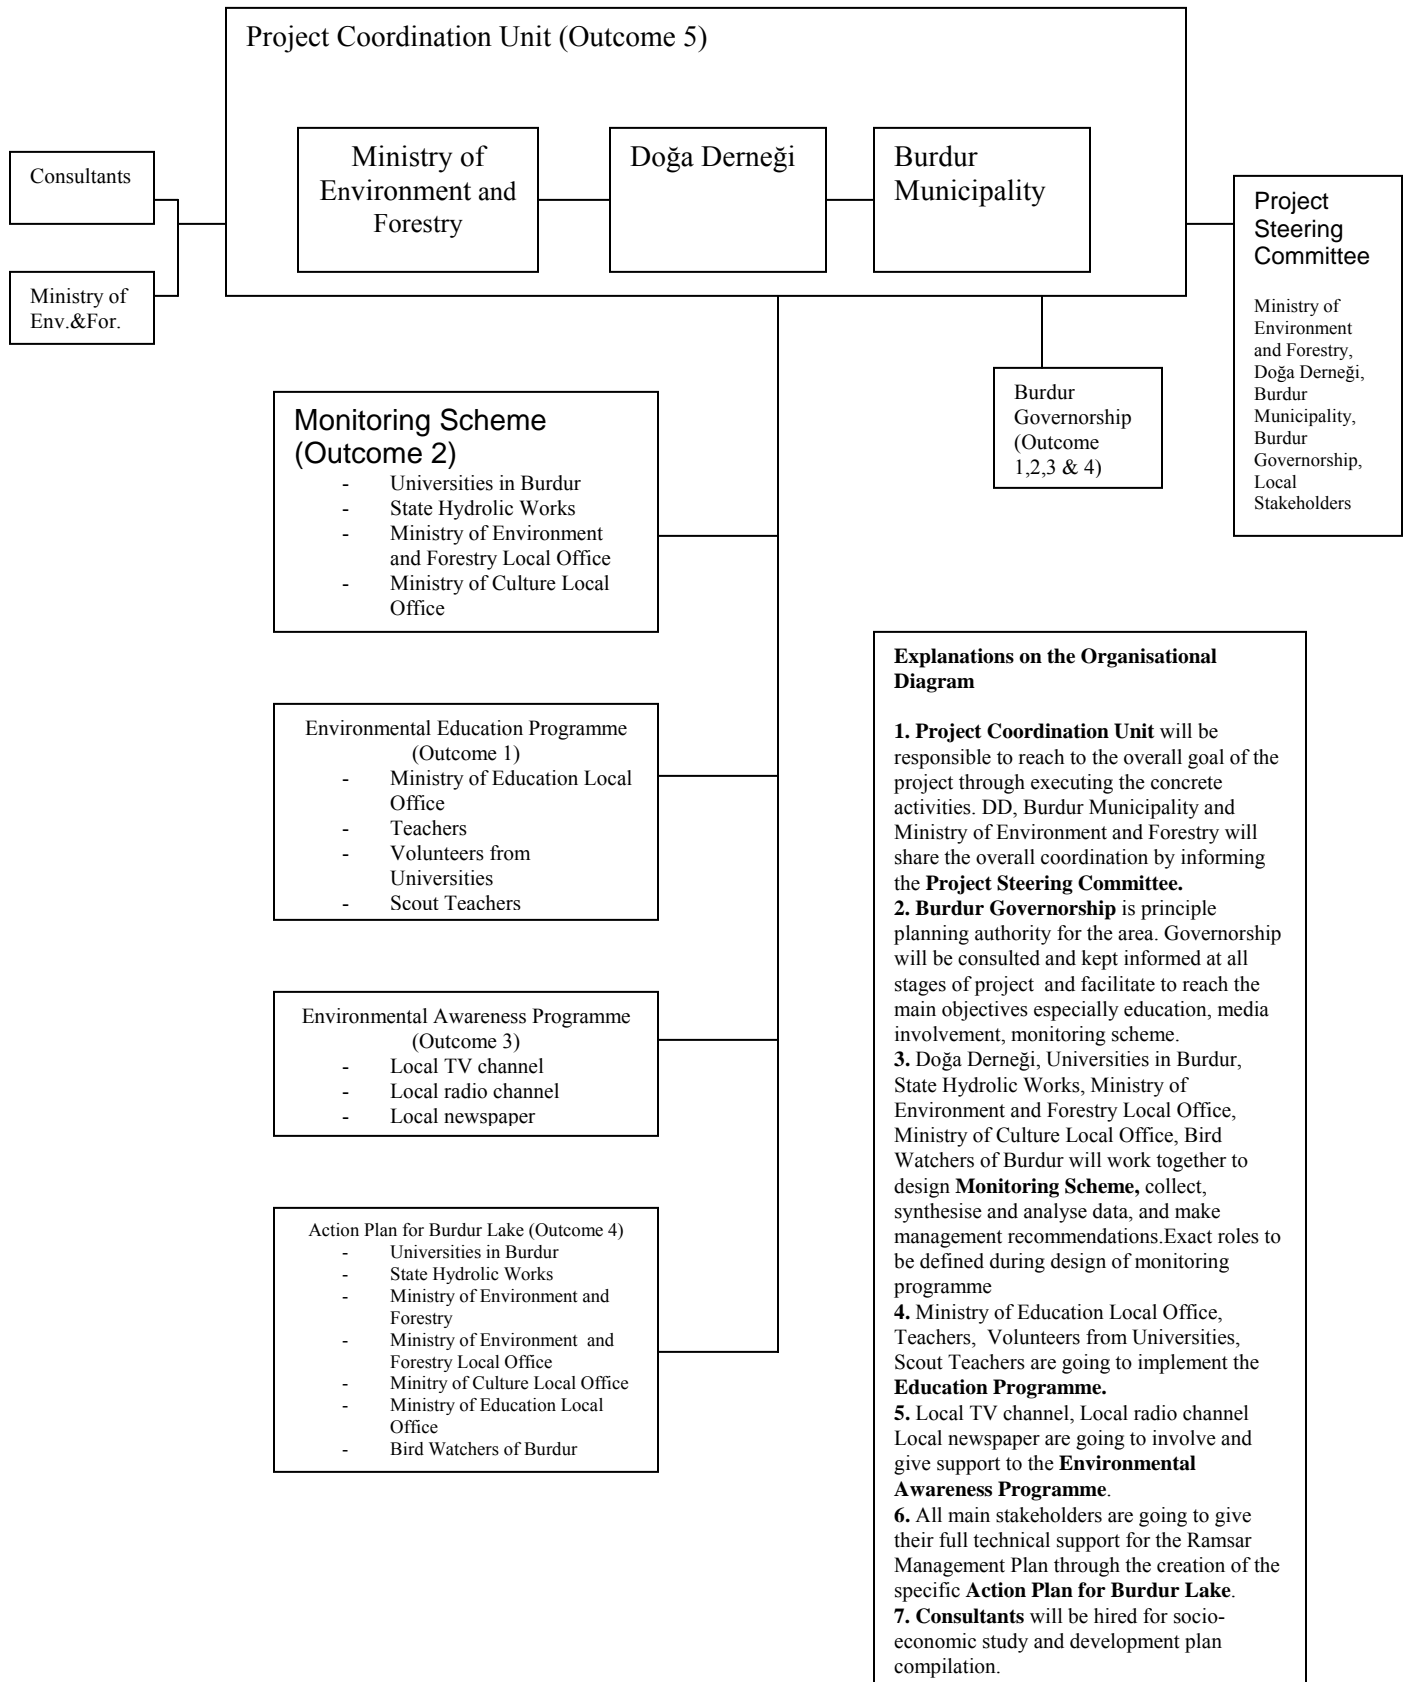 Project Coordination Unit (Outcome 5)
Ministry of
Environment and
Forestry
Doğa Derneği
Burdur
Municipality
Consultants
Ministry of
Env.&For.
Project
Steering
Committee
Ministry of
Environment
and Forestry,
Doğa Derneği,
Burdur
Municipality,
Burdur
Governorship,
Local
Stakeholders
Burdur
Governorship
(Outcome
1,2,3 & 4)
Monitoring Scheme
(Outcome 2)
- Universities in Burdur
- State Hydrolic Works
- Ministry of Environment
and Forestry Local Office
- Ministry of Culture Local
Office
Environmental Education Programme
(Outcome 1)
- Ministry of Education Local
Office
- Teachers
- Volunteers from
Universities
- Scout Teachers
Environmental Awareness Programme
(Outcome 3)
- Local TV channel
- Local radio channel
- Local newspaper
Action Plan for Burdur Lake (Outcome 4)
- Universities in Burdur
- State Hydrolic Works
- Ministry of Environment and
Forestry
- Ministry of Environment  and
Forestry Local Office
- Minitry of Culture Local Office
- Ministry of Education Local
Office
- Bird Watchers of Burdur
Explanations on the Organisational
Diagram
1. Project Coordination Unit will be
responsible to reach to the overall goal of the
project through executing the concrete
activities. DD, Burdur Municipality and
Ministry of Environment and Forestry will
share the overall coordination by informing
the Project Steering Committee.
2. Burdur Governorship is principle
planning authority for the area. Governorship
will be consulted and kept informed at all
stages of project  and facilitate to reach the
main objectives especially education, media
involvement, monitoring scheme.
3. Doğa Derneği, Universities in Burdur,
State Hydrolic Works, Ministry of
Environment and Forestry Local Office,
Ministry of Culture Local Office, Bird
Watchers of Burdur will work together to
design Monitoring Scheme, collect,
synthesise and analyse data, and make
management recommendations.Exact roles to
be defined during design of monitoring
programme
4. Ministry of Education Local Office,
Teachers,  Volunteers from Universities,
Scout Teachers are going to implement the
Education Programme.
5. Local TV channel, Local radio channel
Local newspaper are going to involve and
give support to the Environmental
Awareness Programme.
6. All main stakeholders are going to give
their full technical support for the Ramsar
Management Plan through the creation of the
specific Action Plan for Burdur Lake.
7. Consultants will be hired for socio-
economic study and development plan
compilation.